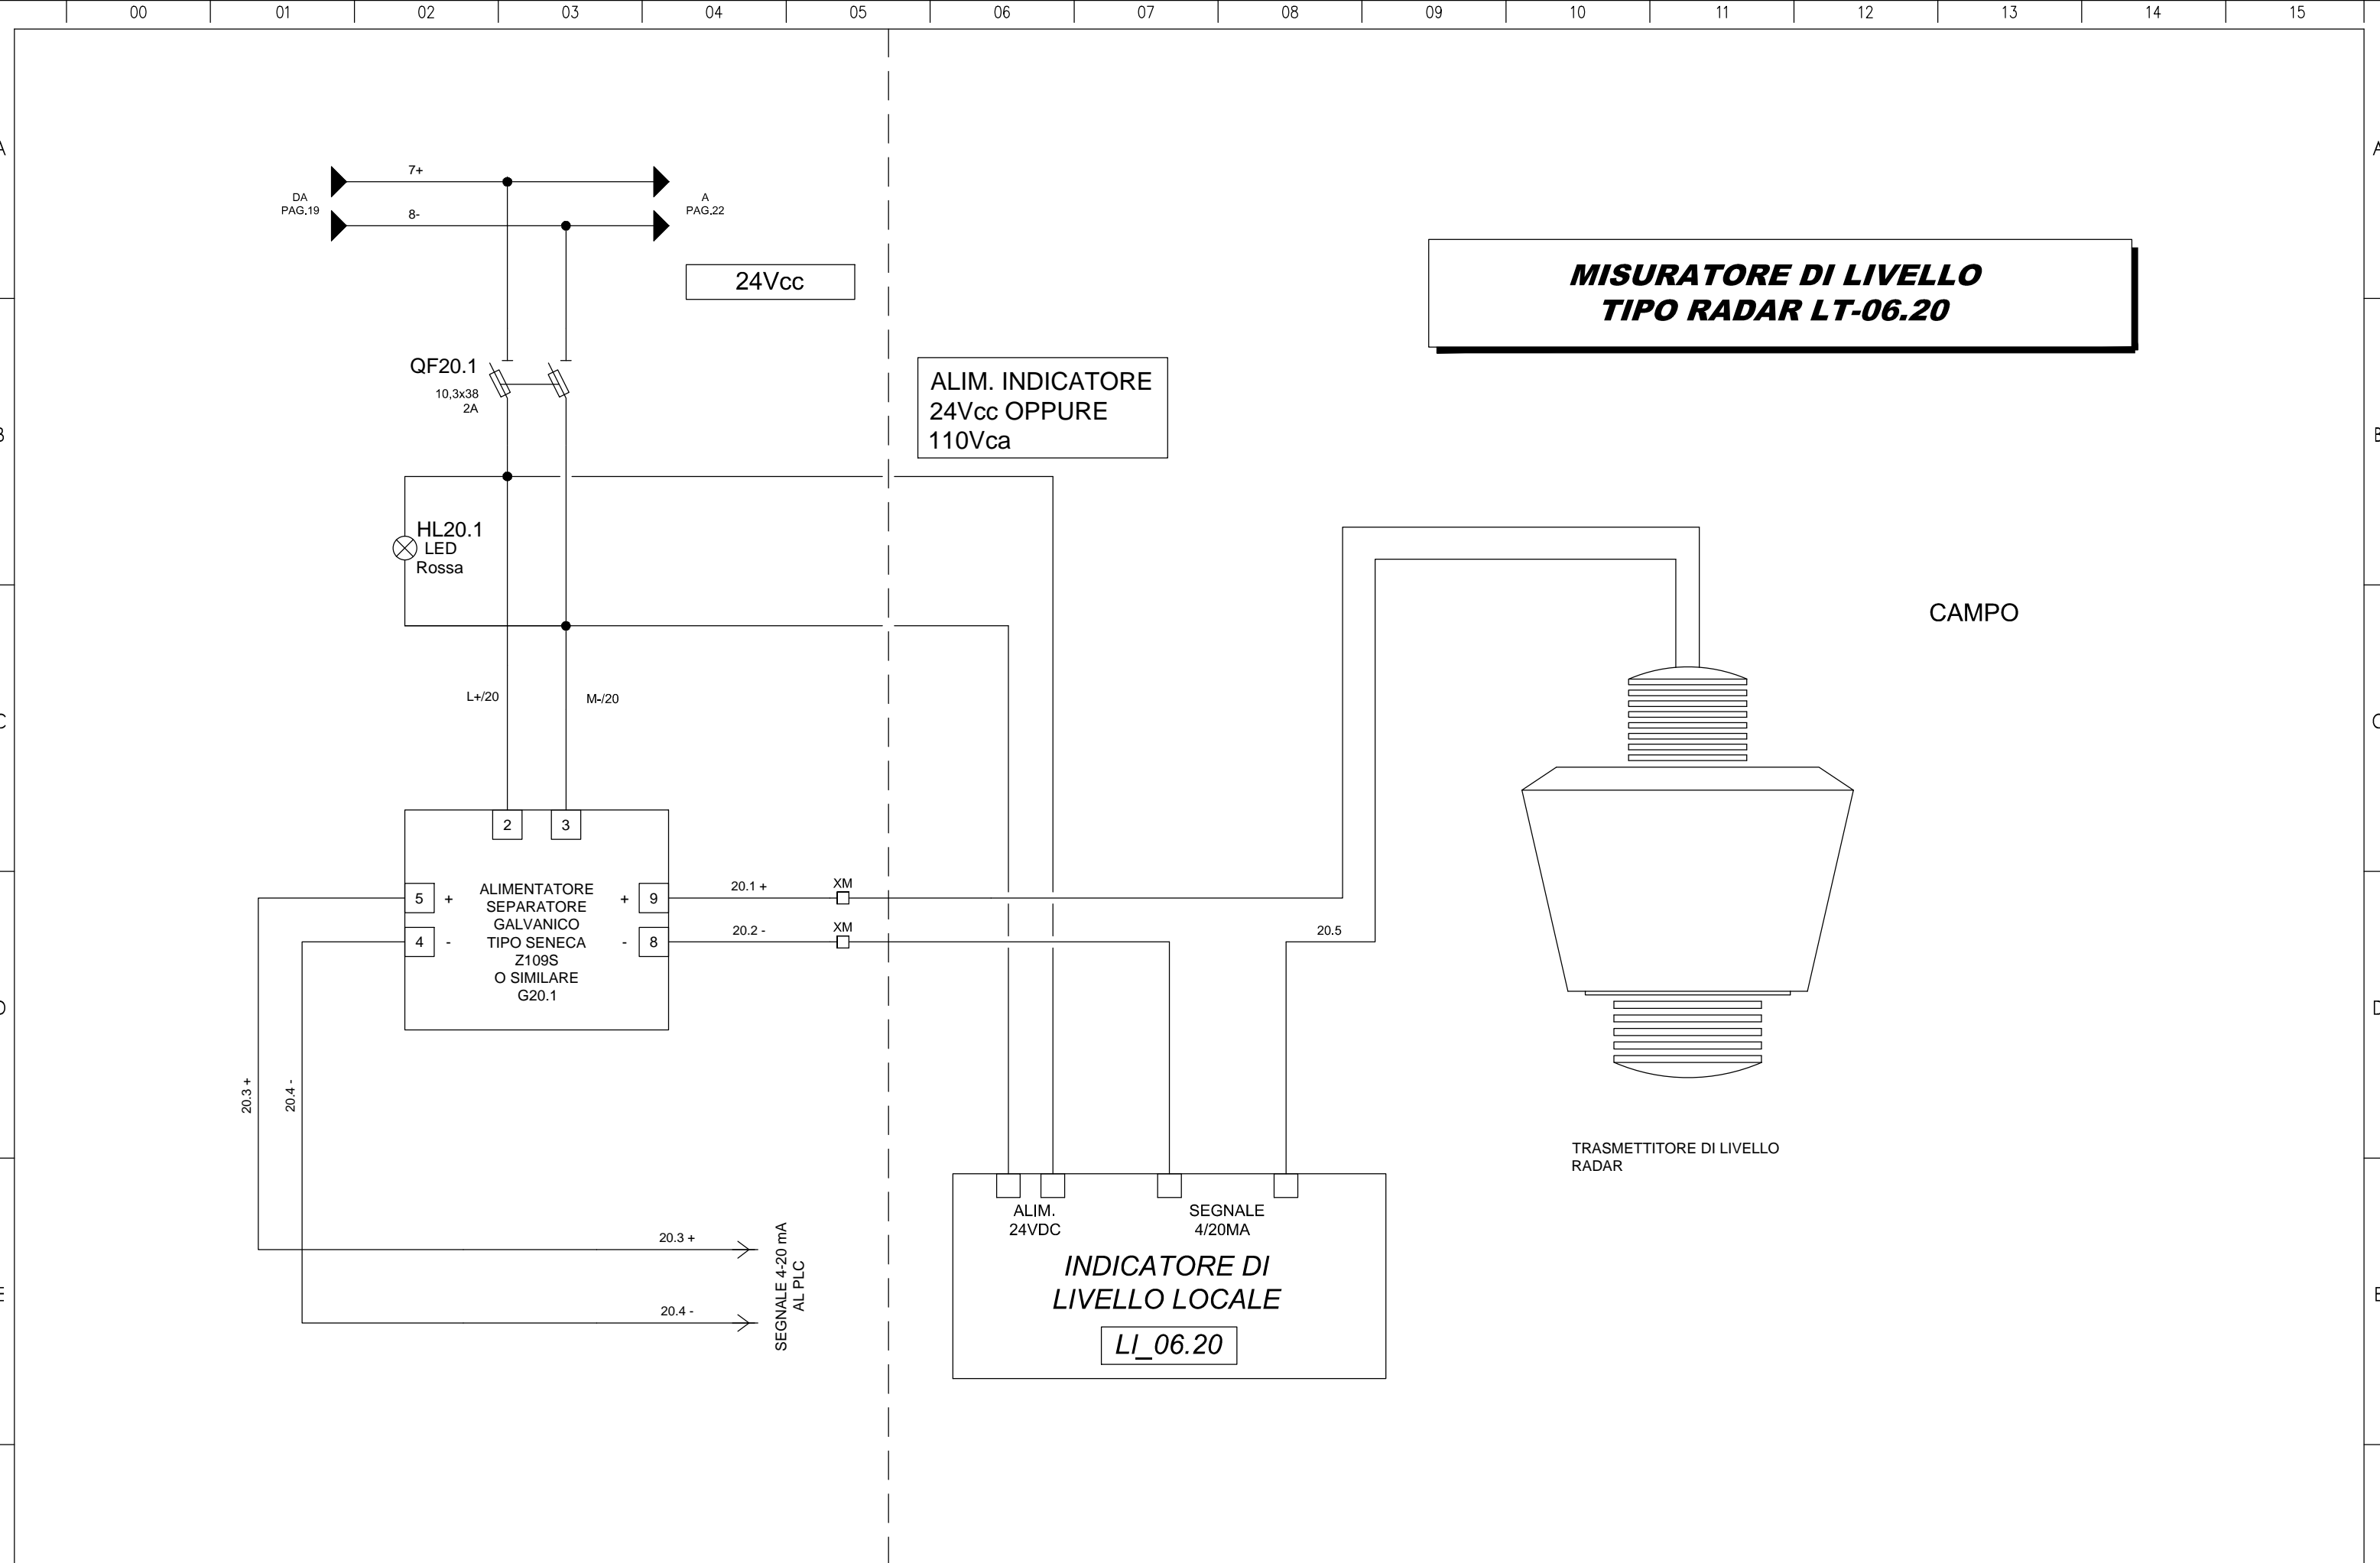 00 01 02 03 04 05 06 07 08 09 10 11 12 13 14 15
A A
7+
DA
PAG.19
8-
A
PAG.22
24Vcc
MISURATORE DI LIVELLO
TIPO RADAR LT-06.20
QF20.1
10,3x38
2A
ALIM. INDICATORE
24Vcc OPPURE
110Vca
B B
HL20.1
LED
Rossa
CAMPO
L+/20
M-/20
C C
2 3
5 +
4 -
ALIMENTATORE
SEPARATORE
GALVANICO
TIPO SENECA
Z109S
O SIMILARE
G20.1
+ 9
- 8
20.1 +
XM
20.2 -
XM
20.5
D D
20.3 +
20.4 -
TRASMETTITORE DI LIVELLO
RADAR
20.3 +
20.4 -
SEGNALE 4-20 mA
AL PLC
ALIM.
24VDC
SEGNALE
4/20MA
INDICATORE DI
LIVELLO LOCALE
LI_06.20
E E